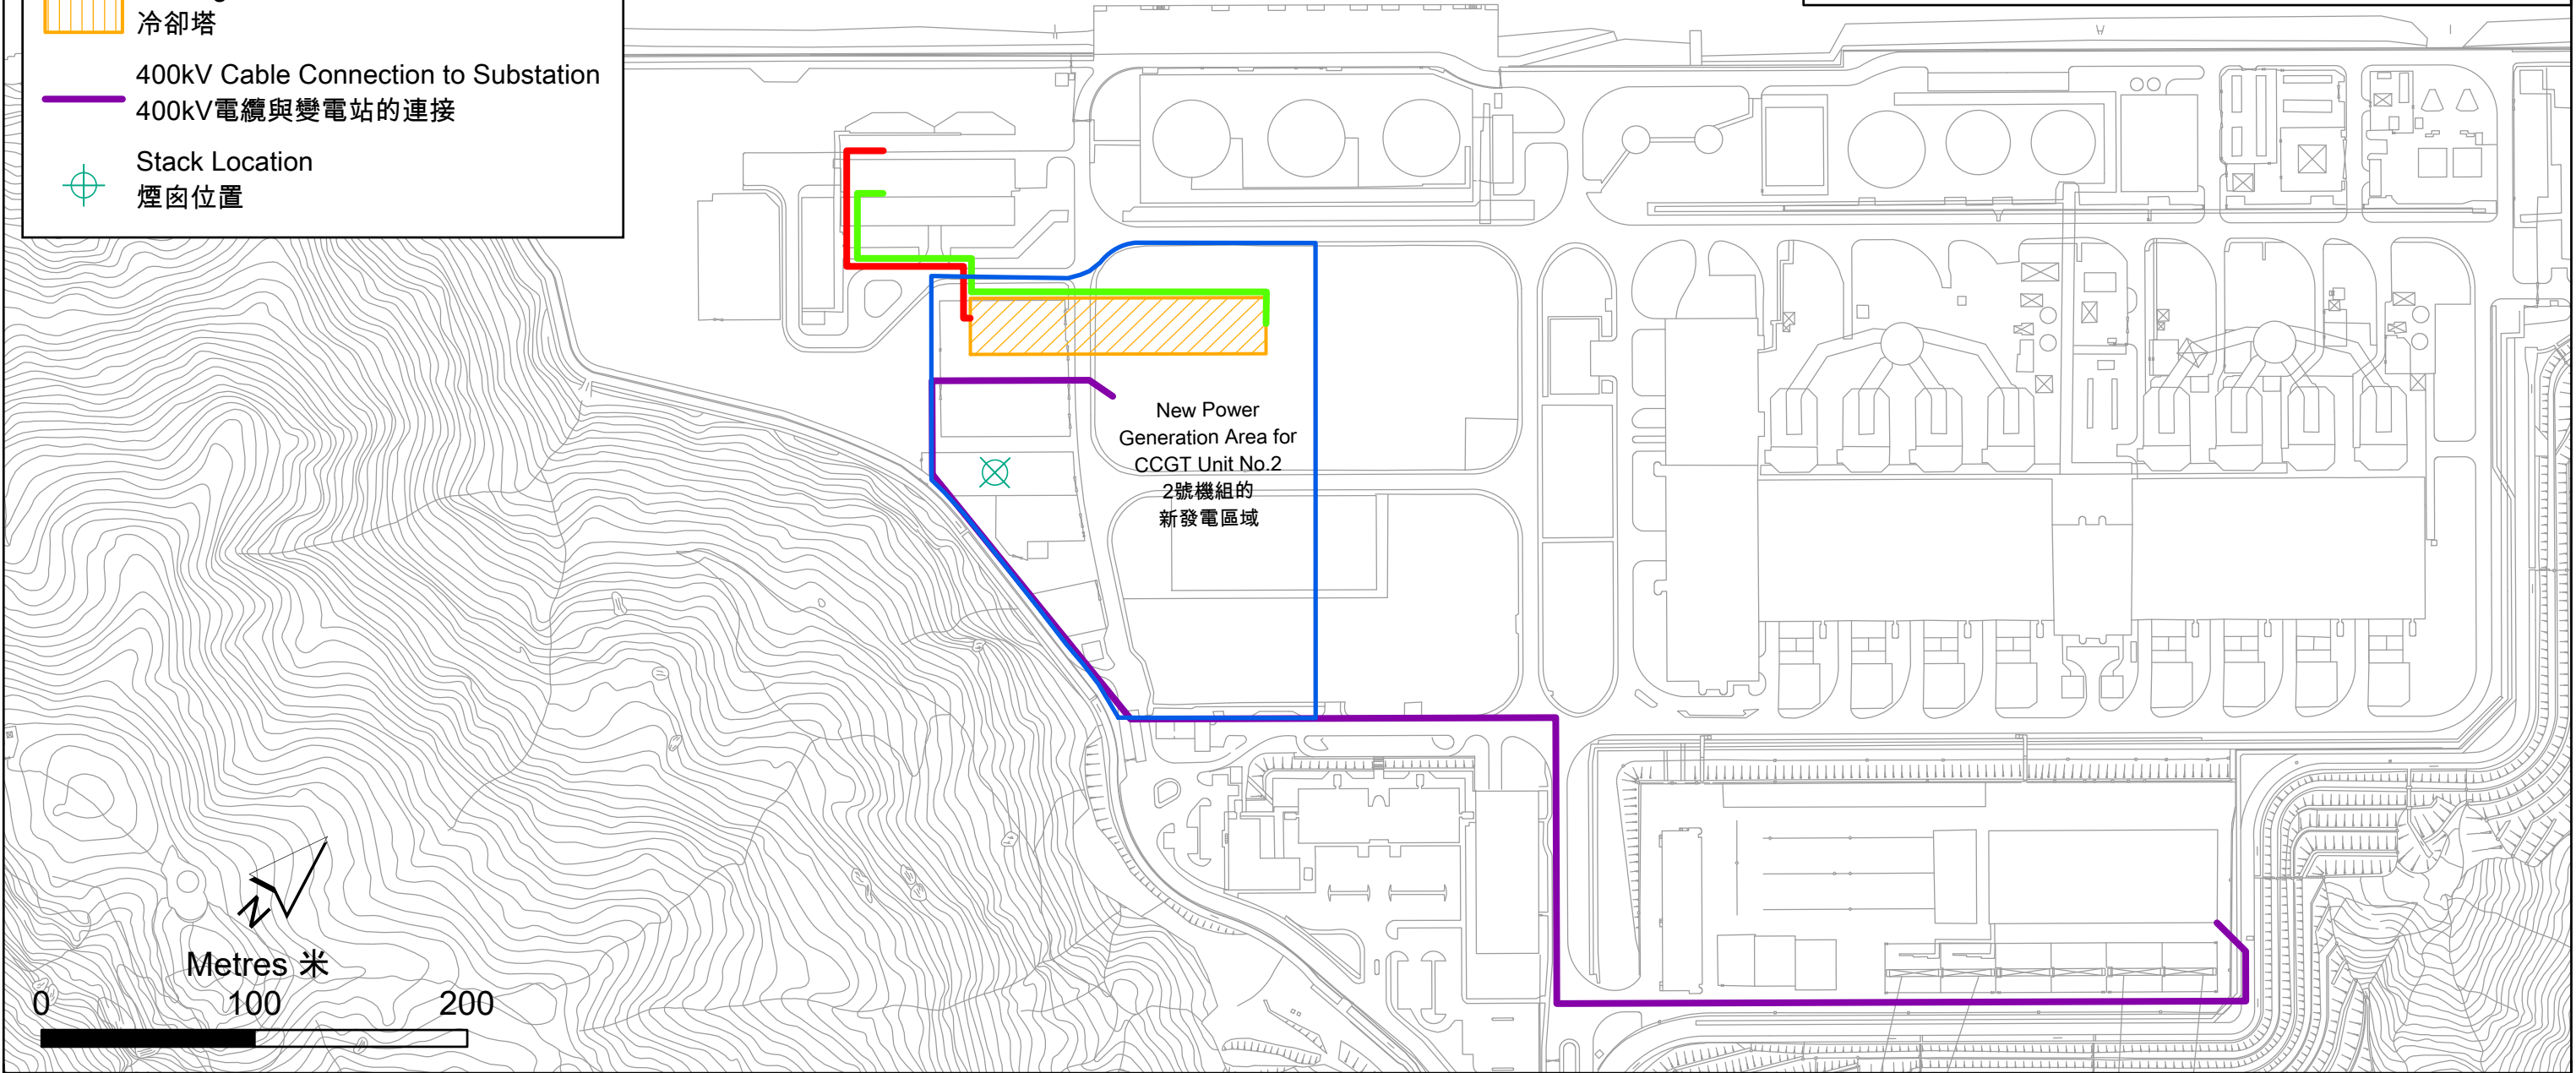 冷卻塔
400kV Cable Connection to Substation
400kV電纜與變電站的連接
Stack Location
煙囱位置
New Power
Generation Area for
CCGT Unit No.2
2號機組的
新發電區域
N
Metres 米
0 100 200